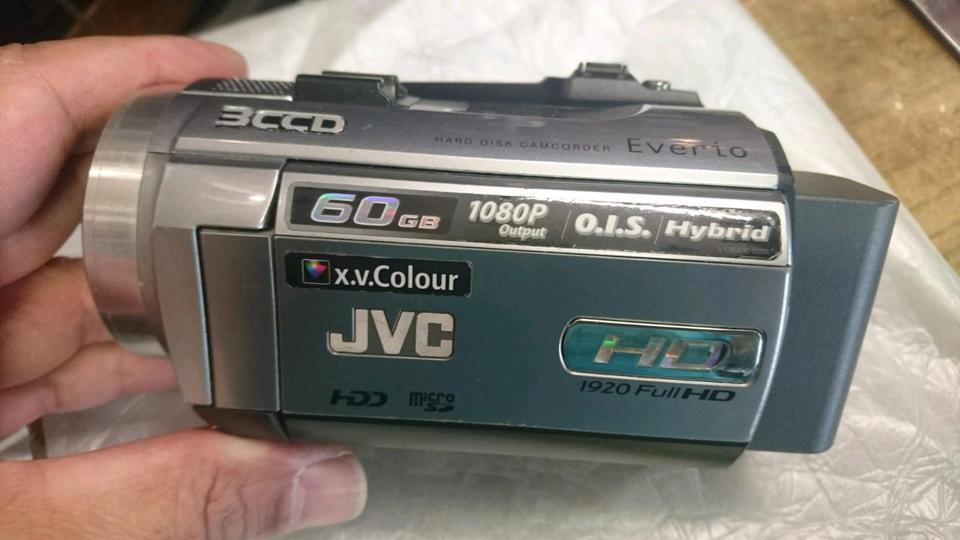 3CCD
HARD DISK CAMCORDER Everio
60GB 1080P Output O.I.S. Hybrid
x.v.Colour
JVC
HD
1920 Full HD
HDD micro SD